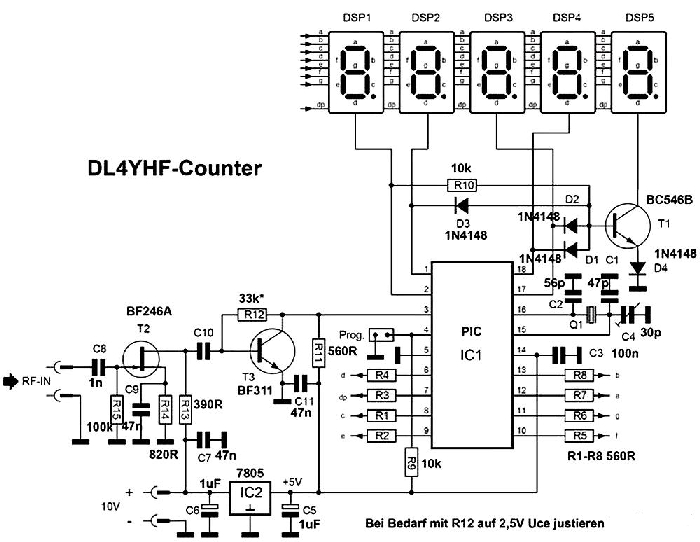 DSP1 DSP2 DSP3 DSP4 DSP5
a a a a a a a a a a
b f b b f b b f b b f b b f b
c g c g c g c g g
d d d d
e e c e e c e e c e e c e c
f f f f
g g g g
dp d dp d dp d dp d dp d
DL4YHF-Counter
10k
R10
D2
1N4148
BC546B
T1
D3
1N4148
1N4148
D1
C1
1N4148
D4
1 18
56p 47p
2 17
C2
33k*
R12
3 16
BF246A
T2
C10
PIC
IC1
Q1
C4
30p
Prog.
4 15
R11
560R
T3
BF311
5 14
C3
100n
C8
1n
RF-IN
d R4 6 13 R8 b
C11
47n
dp R3 7 12 R7 a
C9
R15
R14
R13
390R
100k
47n
c R1 8 11 R6 g
e R2 9 10 R5 f
820R
C7
47n
R9
10k
R1-R8 560R
7805
+
1uF
IC2
+5V
10V
C6
C5
1uF
-
Bei Bedarf mit R12 auf 2,5V Uce justieren